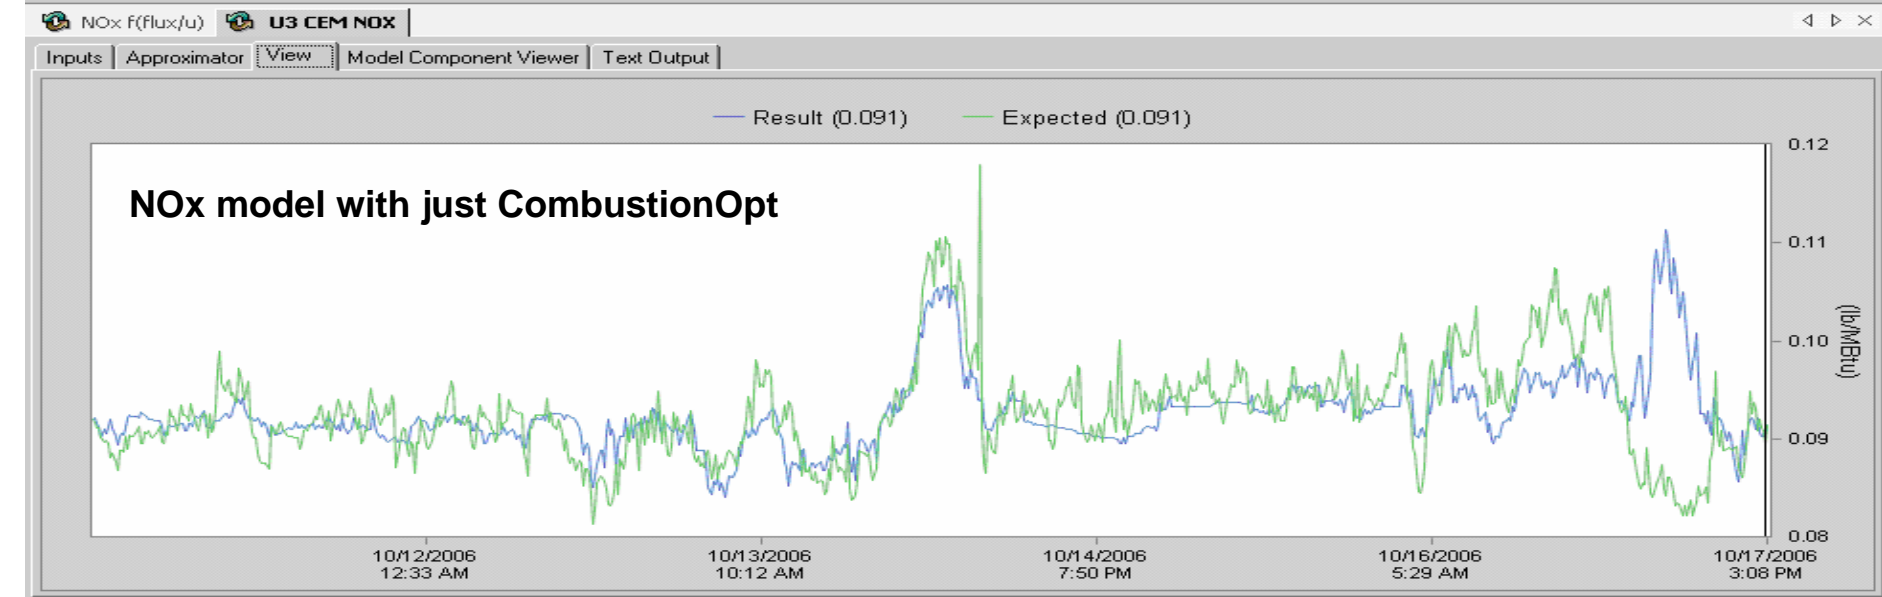 NOx f(flux/u) U3 CEM NOX
Inputs Approximator View Model Component Viewer Text Output
Result (0.091) Expected (0.091)
0.12
NOx model with just CombustionOpt
0.11
0.10
(lb/MBtu)
0.09
0.08
10/12/2006 10/13/2006 10/14/2006 10/16/2006 10/17/2006
12:33 AM 10:12 AM 7:50 PM 5:29 AM 3:08 PM